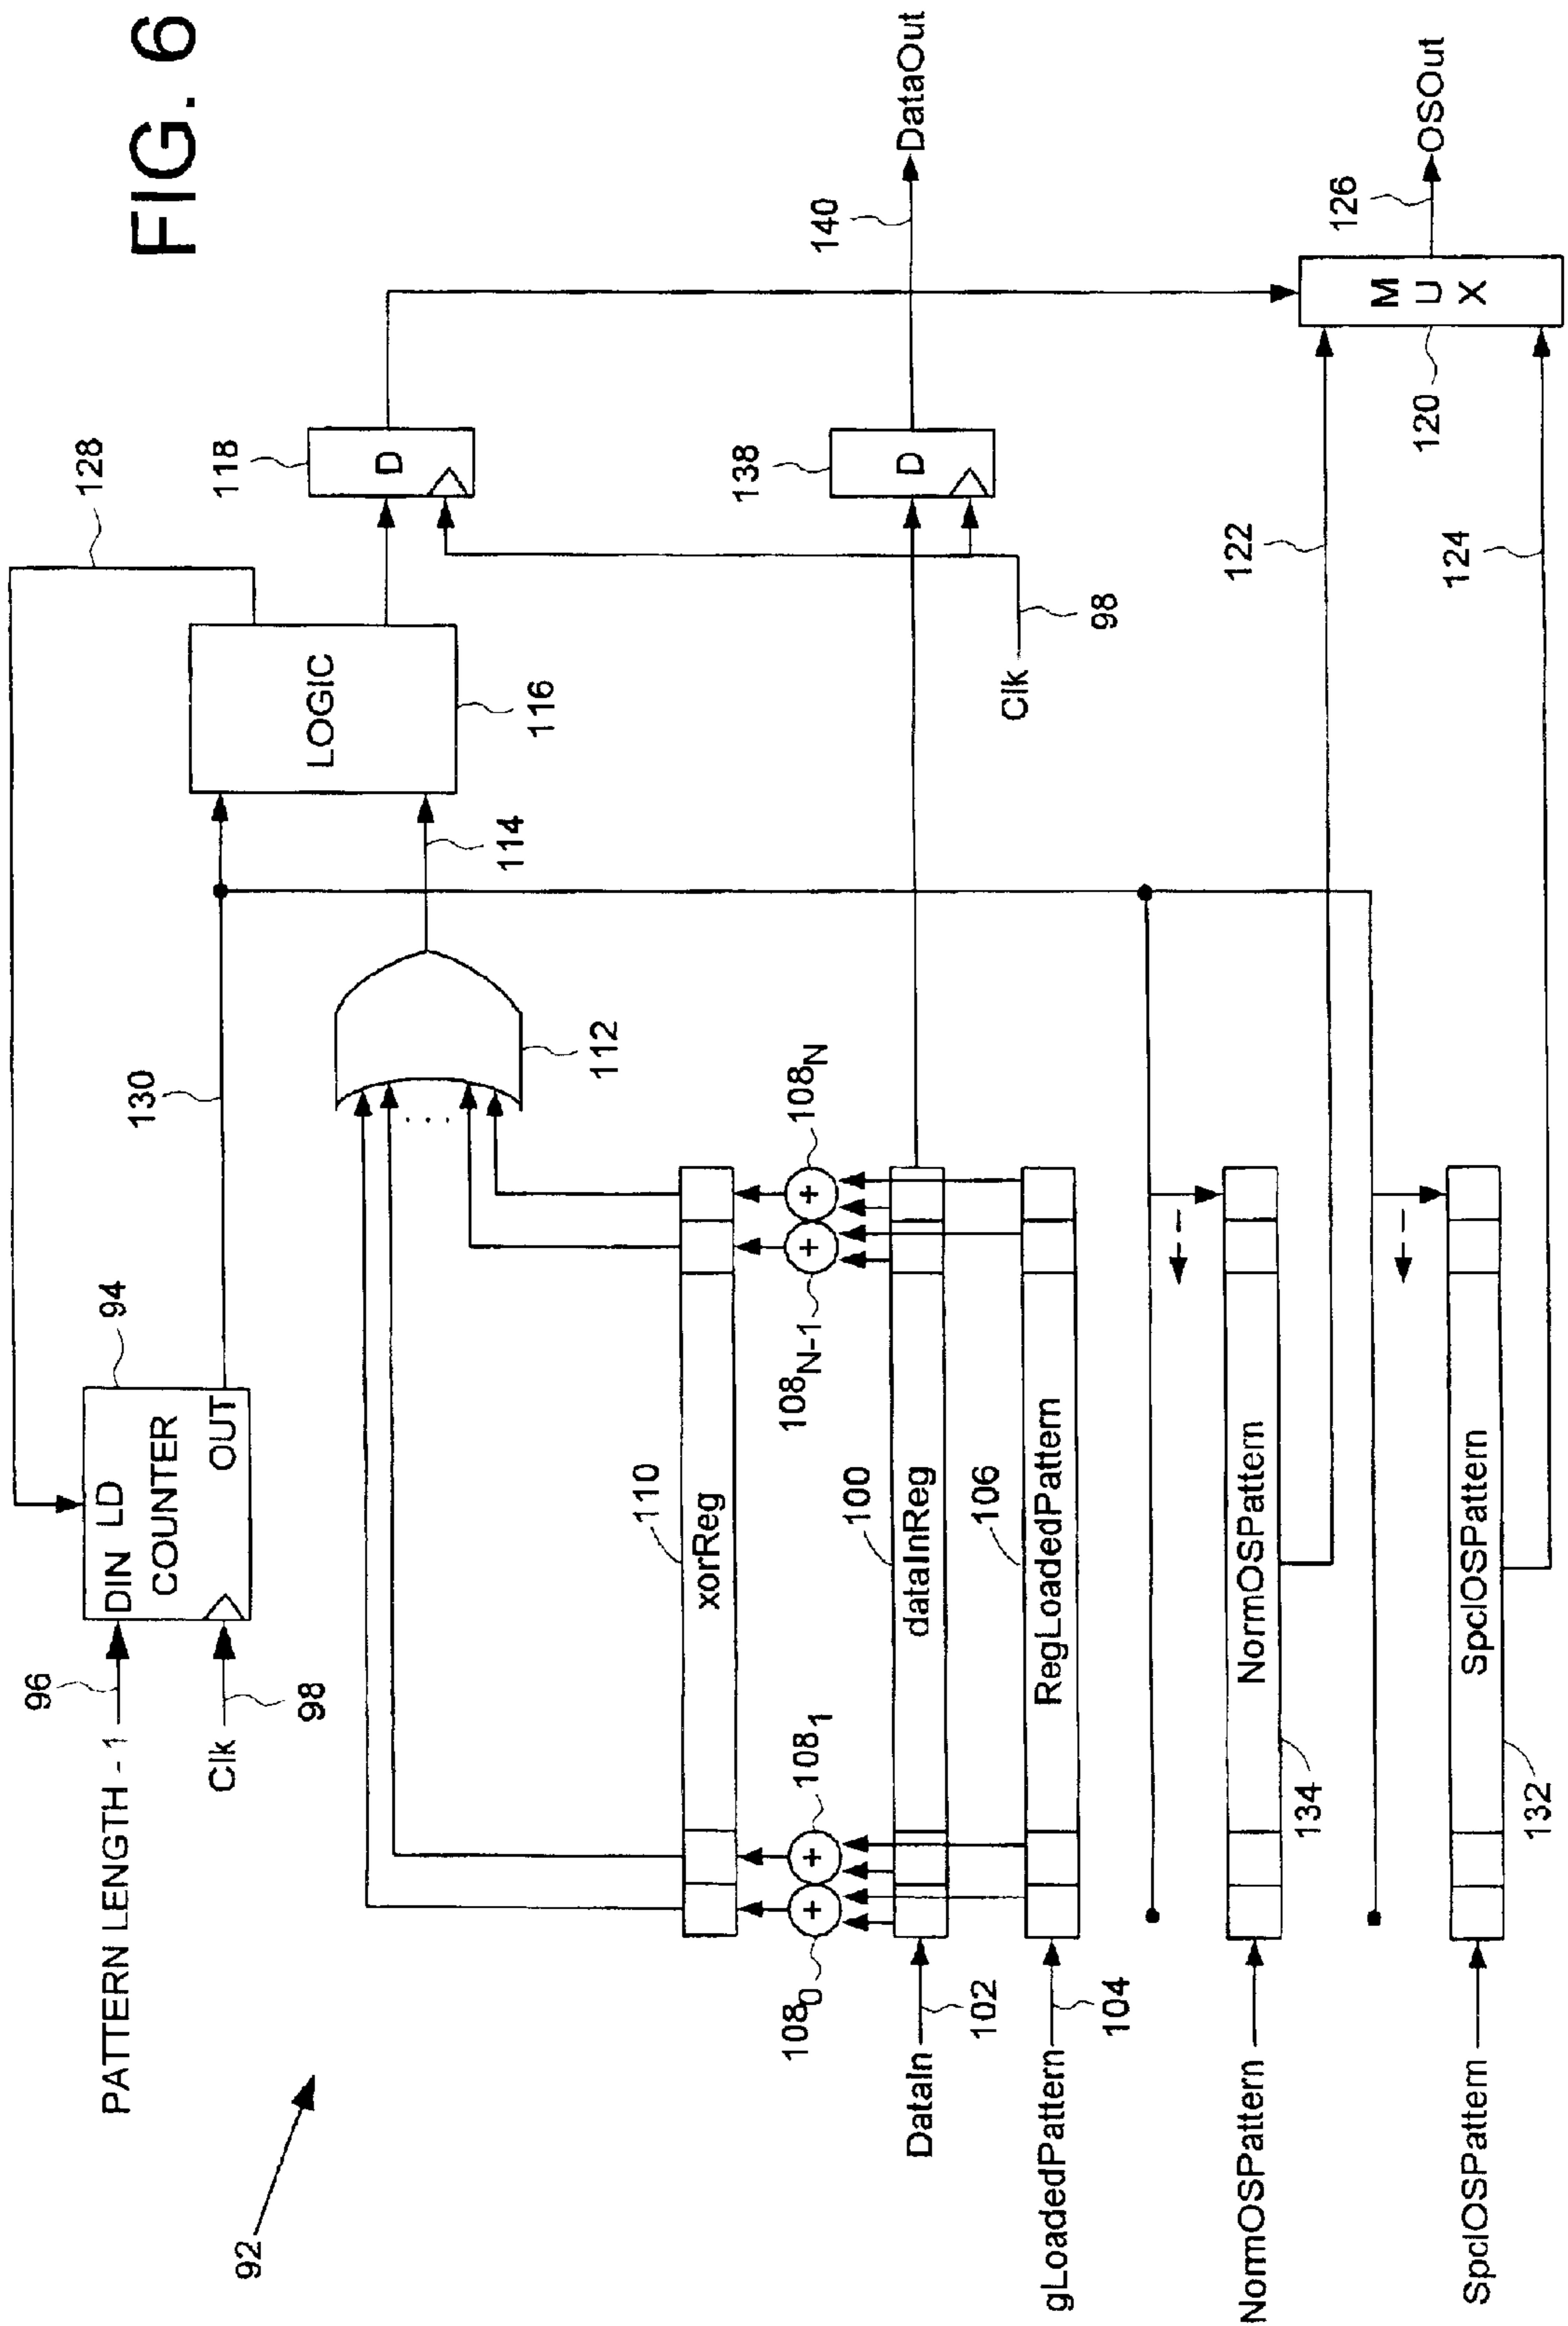 FIG. 6
92
PATTERN LENGTH - 1
96
Clk
98
DIN LD
COUNTER
OUT
94
130
128
LOGIC
116
112
114
D
118
D
138
Clk
98
140
DataOut
xorReg
110
108₀
108₁
108N-1
108N
DataIn
102
dataInReg
100
gLoadedPattern
104
RegLoadedPattern
106
NormOSPattern
NormOSPattern
134
122
SpclOSPattern
SpclOSPattern
132
124
M
U
X
120
126
OSOut